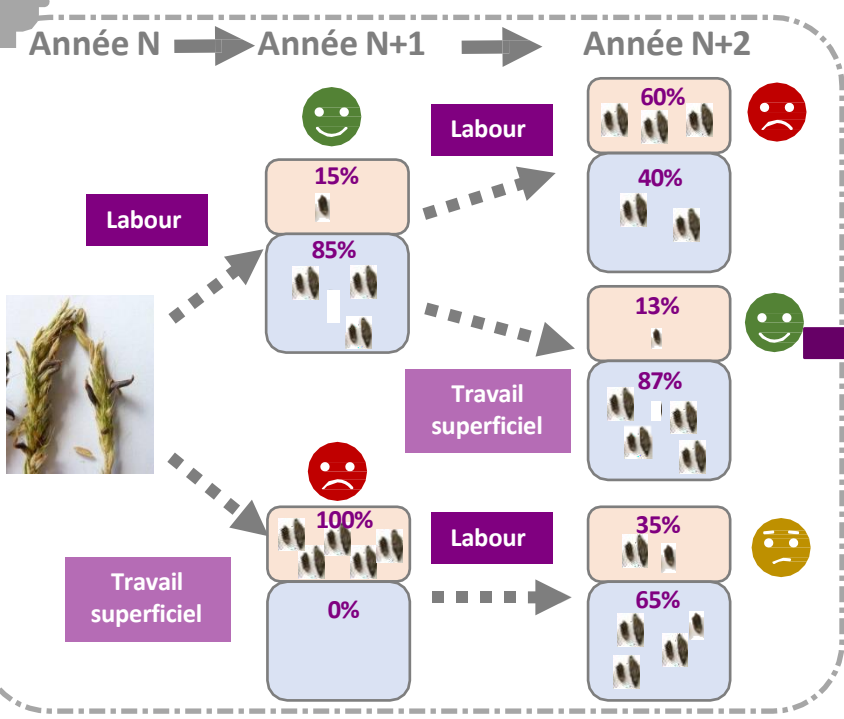 Année N
Année N+1
Année N+2
Labour
15%
85%
Labour
60%
40%
Travail
superficiel
13%
87%
Travail
superficiel
100%
0%
Labour
35%
65%